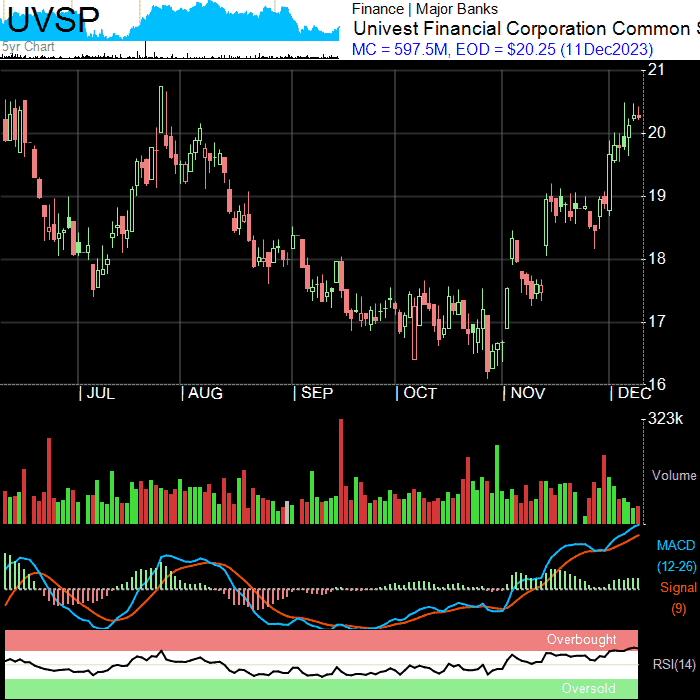 UVSP
5yr Chart
Finance | Major Banks
Univest Financial Corporation Common S
MC = 597.5M, EOD = $20.25 (11Dec2023)
21
20
19
18
17
16
| JUL | AUG | SEP | OCT | NOV | DEC
323k
Volume
MACD
(12-26)
Signal
(9)
Overbought
RSI(14)
Oversold